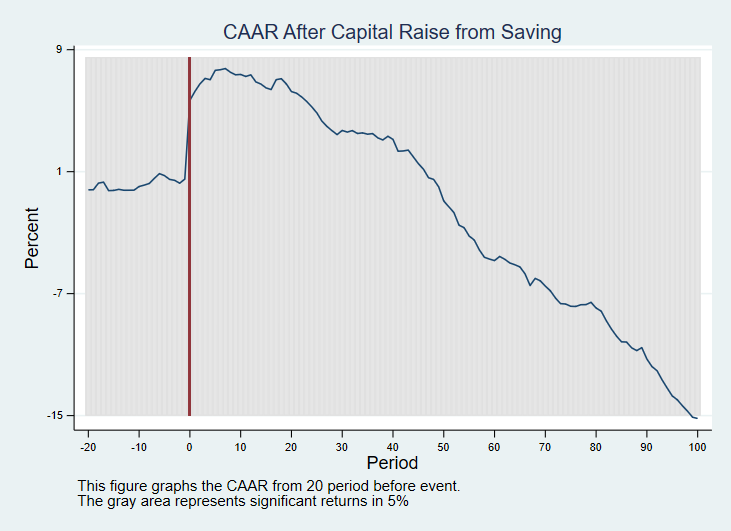 CAAR After Capital Raise from Saving
9
1
-7
-15
Percent
-20 -10 0 10 20 30 40 50 60 70 80 90 100
Period
This figure graphs the CAAR from 20 period before event.
The gray area represents significant returns in 5%